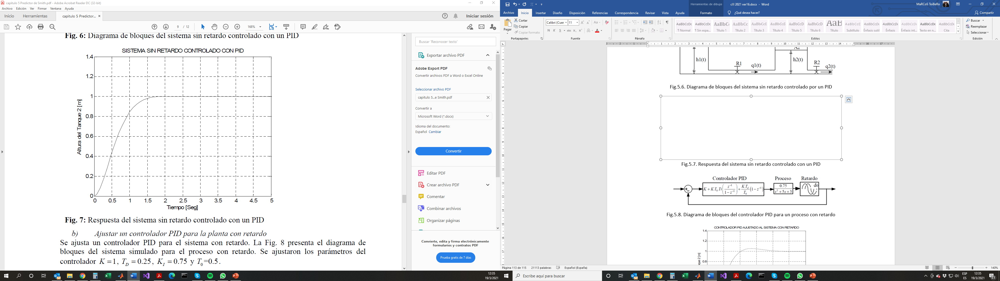 capitulo 5 Predictor de Smith.pdf - Adobe Acrobat Reader DC (32-bit)
Archivo Edición Ver Firmar Ventana Ayuda
Inicio Herramientas capitulo 5 Predictor... × Iniciar sesión
9 / 12 168%
Fig. 6: Diagrama de bloques del sistema sin retardo controlado con un PID
SISTEMA SIN RETARDO CONTROLADO CON PID
1.4
1.2
1
0.8
0.6
0.4
0.2
0
Altura del Tanque 2 [m]
0 0.5 1 1.5 2 2.5 3 3.5 4 4.5 5
Tiempo [Seg]
Fig. 7: Respuesta del sistema sin retardo controlado con un PID
b) Ajustar un controlador PID para la planta con retardo
Se ajusta un controlador PID para el sistema con retardo. La Fig. 8 presenta el diagrama de
bloques del sistema simulado para el proceso con retardo. Se ajustaron los parámetros del
controlador K = 1, T_D = 0.25, K_I = 0.75 y T_0=0.5.
Buscar 'Reconocer texto'
Exportar archivo PDF
Adobe Export PDF
Convertir archivos PDF a Word o Excel Online
Seleccionar archivo PDF
capitulo 5...e Smith.pdf
Convertir a
Microsoft Word (*.docx)
Idioma del documento:
Español Cambiar
Convertir
Editar PDF
Crear archivo PDF
Comentar
Combinar archivos
Organizar páginas
Convierte, edita y firma electrónicamente
formularios y contratos PDF
Prueba gratis de 7 días
12:35
19/3/2021
Herramientas de dibujo
cIII 2021 ver16.docx - Word
MaRCoS ToiBeRo
Archivo Inicio Insertar Diseño Disposición Referencias Correspondencia Revisar Vista Ayuda Formato ¿Qué desea hacer? Compartir
Pegar
Cortar
Copiar
Copiar formato
Portapapeles
Calibri (Cuer 11
N K S abc x₂ x²
Fuente
Párrafo
AaBbCcDc AaBbCcDc AaBbC AaBbCc AaBbCcD AaBbCcD AaBbCcD AaBbCcD AaB AaBbCcD AaBbCcDc AaBbCcDc AaBbCcDc AaBbCcDc AaBbCcDc
¶ Normal ¶ Sin espa... Título 1 Título 2 Título 3 Título 4 Título 5 Título 6 Título Subtítulo Énfasis sutil Énfasis Énfasis int... Texto en n... Cita
Estilos
Buscar
Reemplazar
Seleccionar
Edición
A2
h1(t) R1 q1(t) h2(t) R2 q2(t)
Fig.5.6. Diagrama de bloques del sistema sin retardo controlado por un PID
Fig.5.7. Respuesta del sistema sin retardo controlado con un PID
Controlador PID Proceso Retardo
K + K T_0 Ti (z^-1 / (1 - z^-1)) + (K T_d / T_0) (1 - z^-1)
0.75 / (s^2 + 5s + 3)
d0
Fig.5.8. Diagrama de bloques del controlador PID para un proceso con retardo
CONTROLADOR PID AJUSTADO AL SISTEMA CON RETARDO
1.4
1.2
1
0.8
que 2 [m]
Página 113 de 115 21113 palabras Español (España) 140%
Escribe aquí para buscar
ESP
ES
12:35
19/3/2021
23